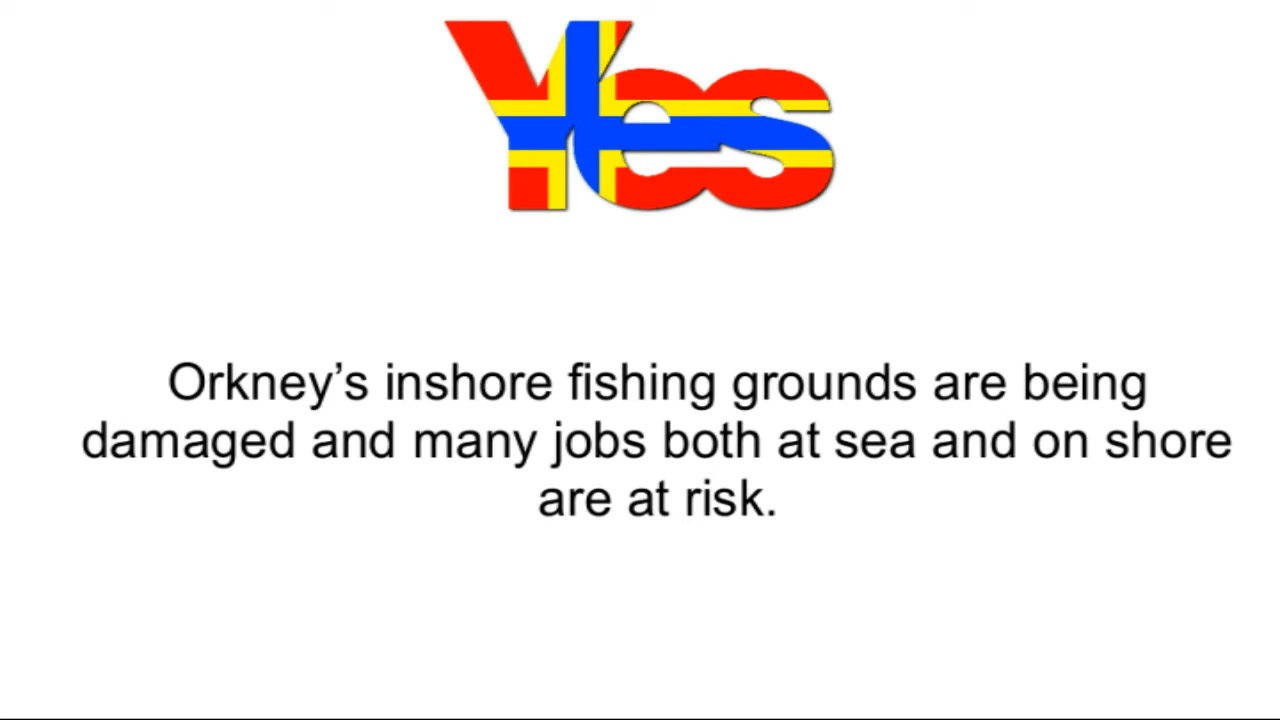 Yes
Orkney’s inshore fishing grounds are being
damaged and many jobs both at sea and on shore
are at risk.